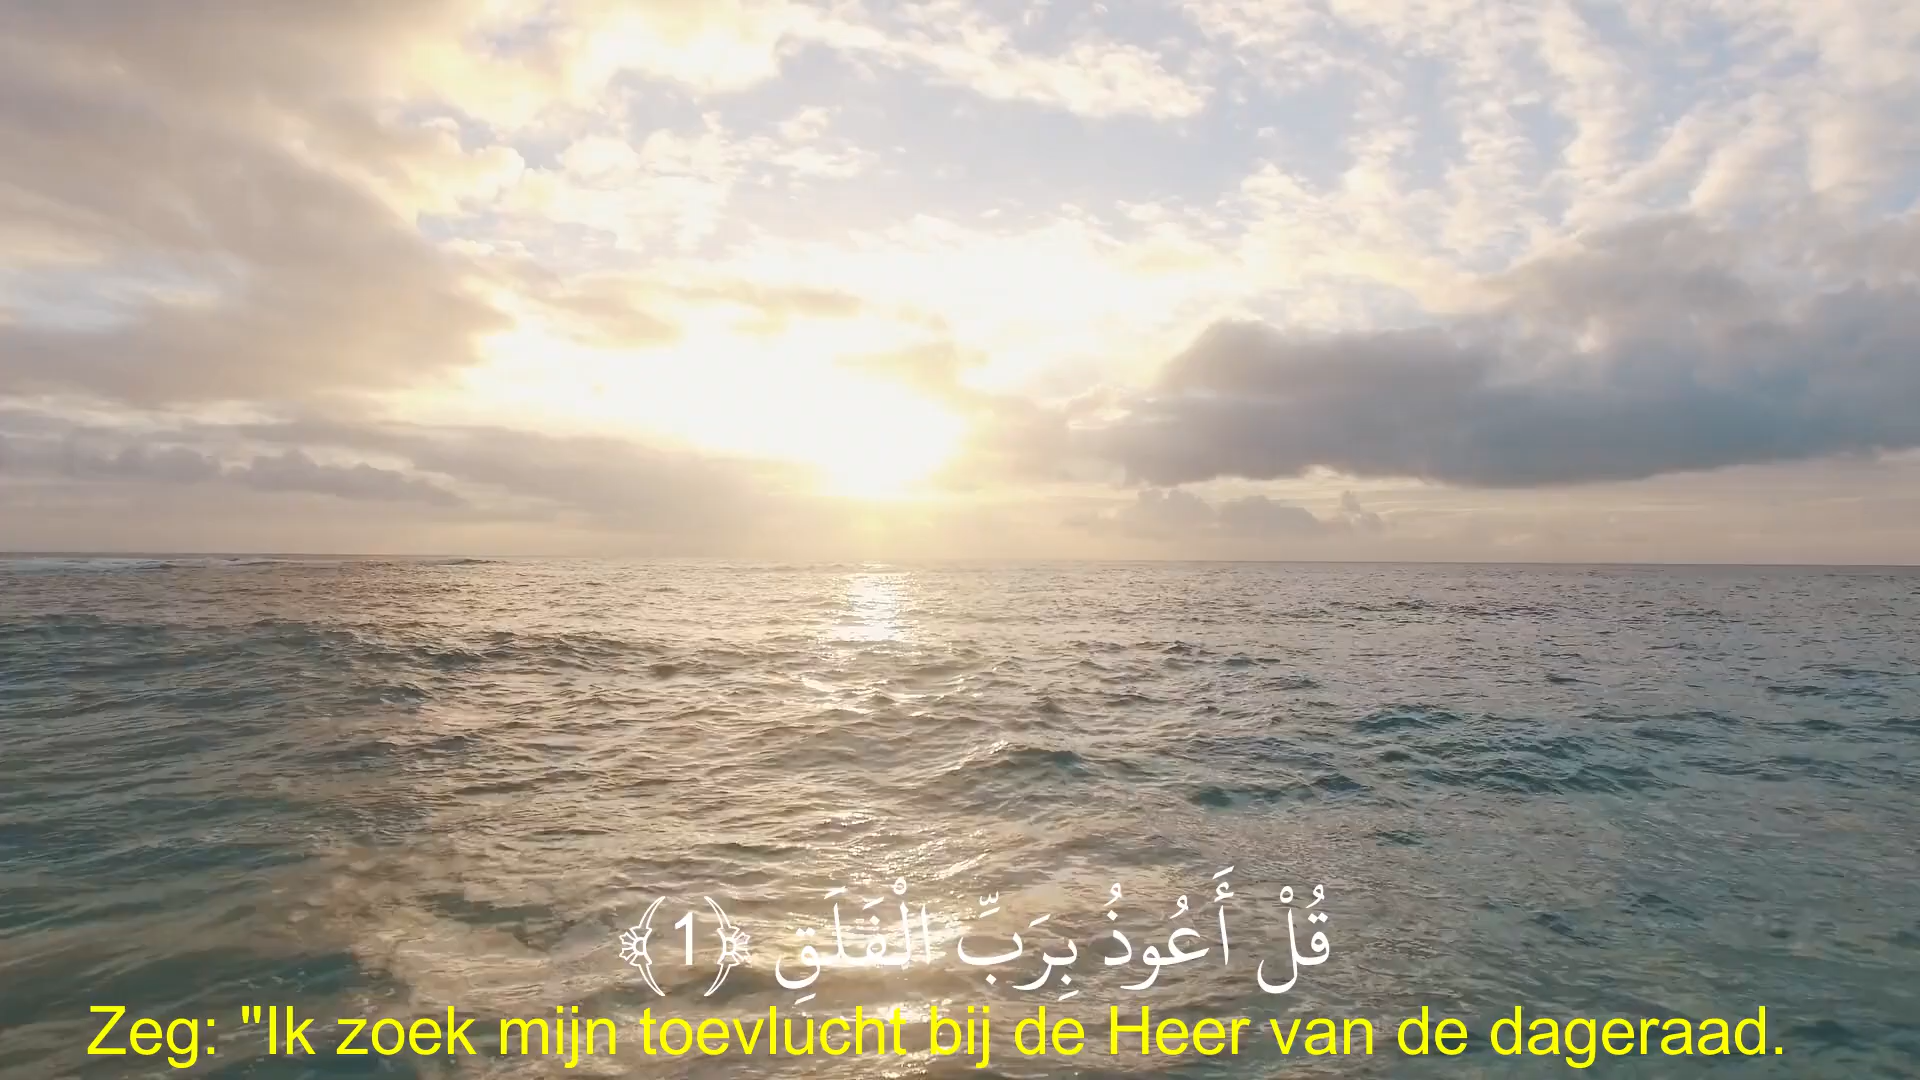 قُلْ أَعُوذُ بِرَبِّ الْفَلَقِ ﴿1﴾
Zeg: "Ik zoek mijn toevlucht bij de Heer van de dageraad.